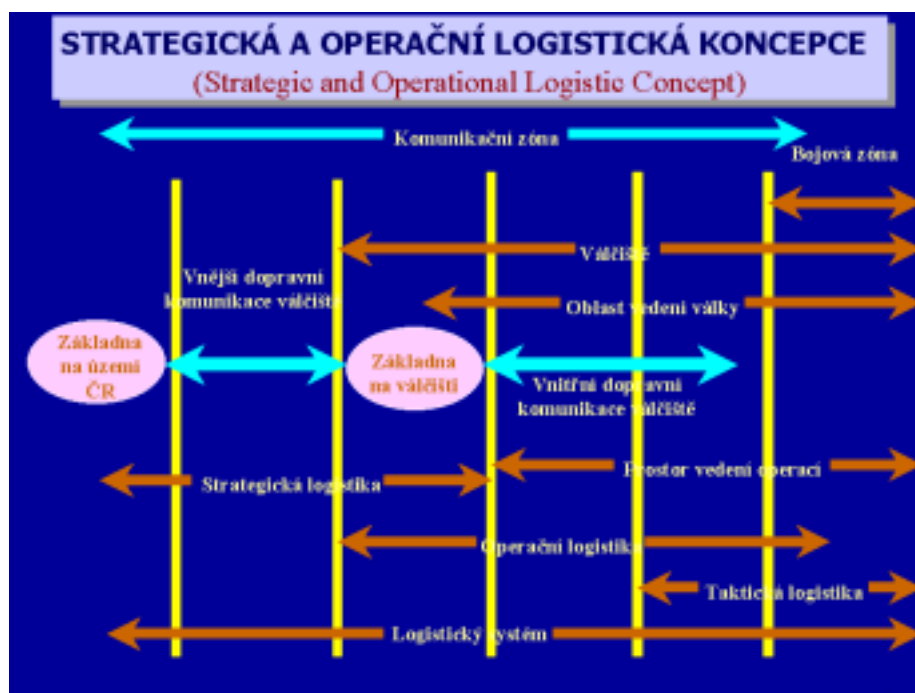 STRATEGICKÁ A OPERAČNÍ LOGISTICKÁ KONCEPCE
(Strategic and Operational Logistic Concept)
Komunikační zóna
Bojová zóna
Válčiště
Vnější dopravní
komunikace válčiště
Oblast vedení války
Základna
na území
ČR
Základna
na válčišti
Vnitřní dopravní
komunikace válčiště
Prostor vedení operací
Strategická logistika
Operační logistika
Taktická logistika
Logistický systém